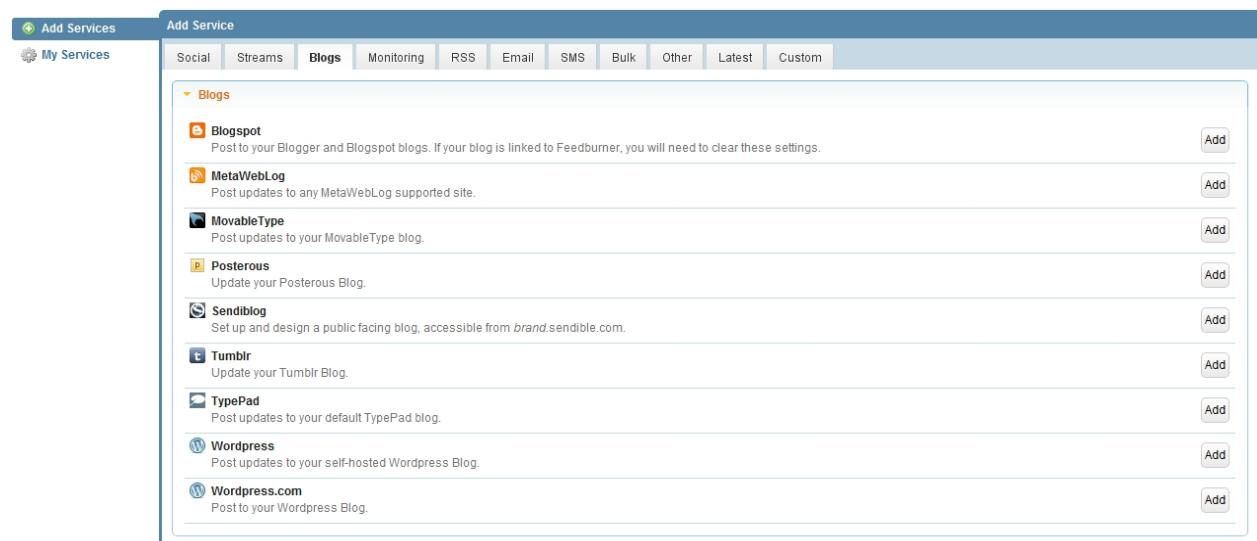 Add Services
My Services
Add Service
Social Streams Blogs Monitoring RSS Email SMS Bulk Other Latest Custom
Blogs
Blogspot
Post to your Blogger and Blogspot blogs. If your blog is linked to Feedburner, you will need to clear these settings.
Add
MetaWebLog
Post updates to any MetaWebLog supported site.
Add
MovableType
Post updates to your MovableType blog.
Add
Posterous
Update your Posterous Blog.
Add
Sendiblog
Set up and design a public facing blog, accessible from brand.sendible.com.
Add
Tumblr
Update your Tumblr Blog.
Add
TypePad
Post updates to your default TypePad blog.
Add
Wordpress
Post updates to your self-hosted Wordpress Blog.
Add
Wordpress.com
Post to your Wordpress Blog.
Add